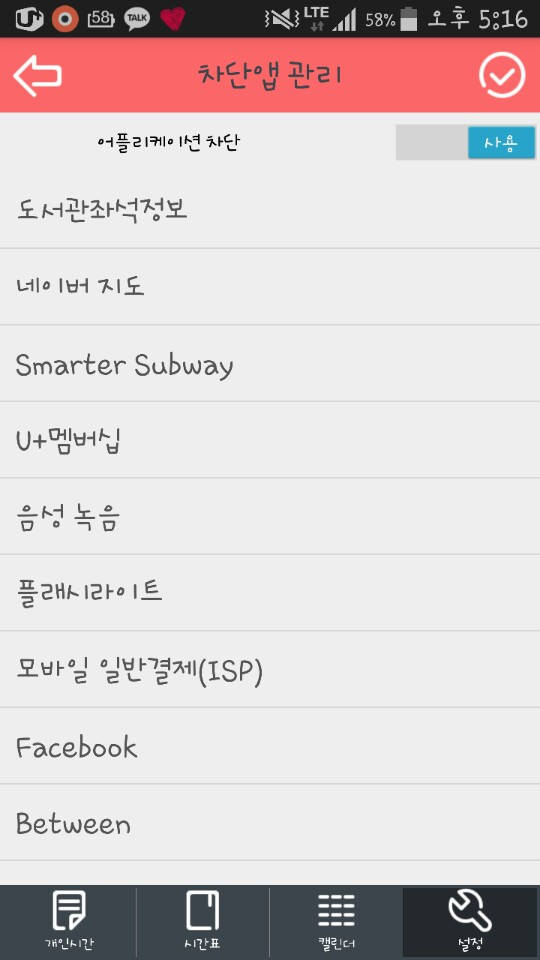 U+ 58 TALK LTE 58% 오후 5:16
차단앱 관리
어플리케이션 차단 사용
도서관좌석정보
네이버 지도
Smarter Subway
U+멤버십
음성 녹음
플래시라이트
모바일 일반결제(ISP)
Facebook
Between
개인시간 시간표 캘린더 설정